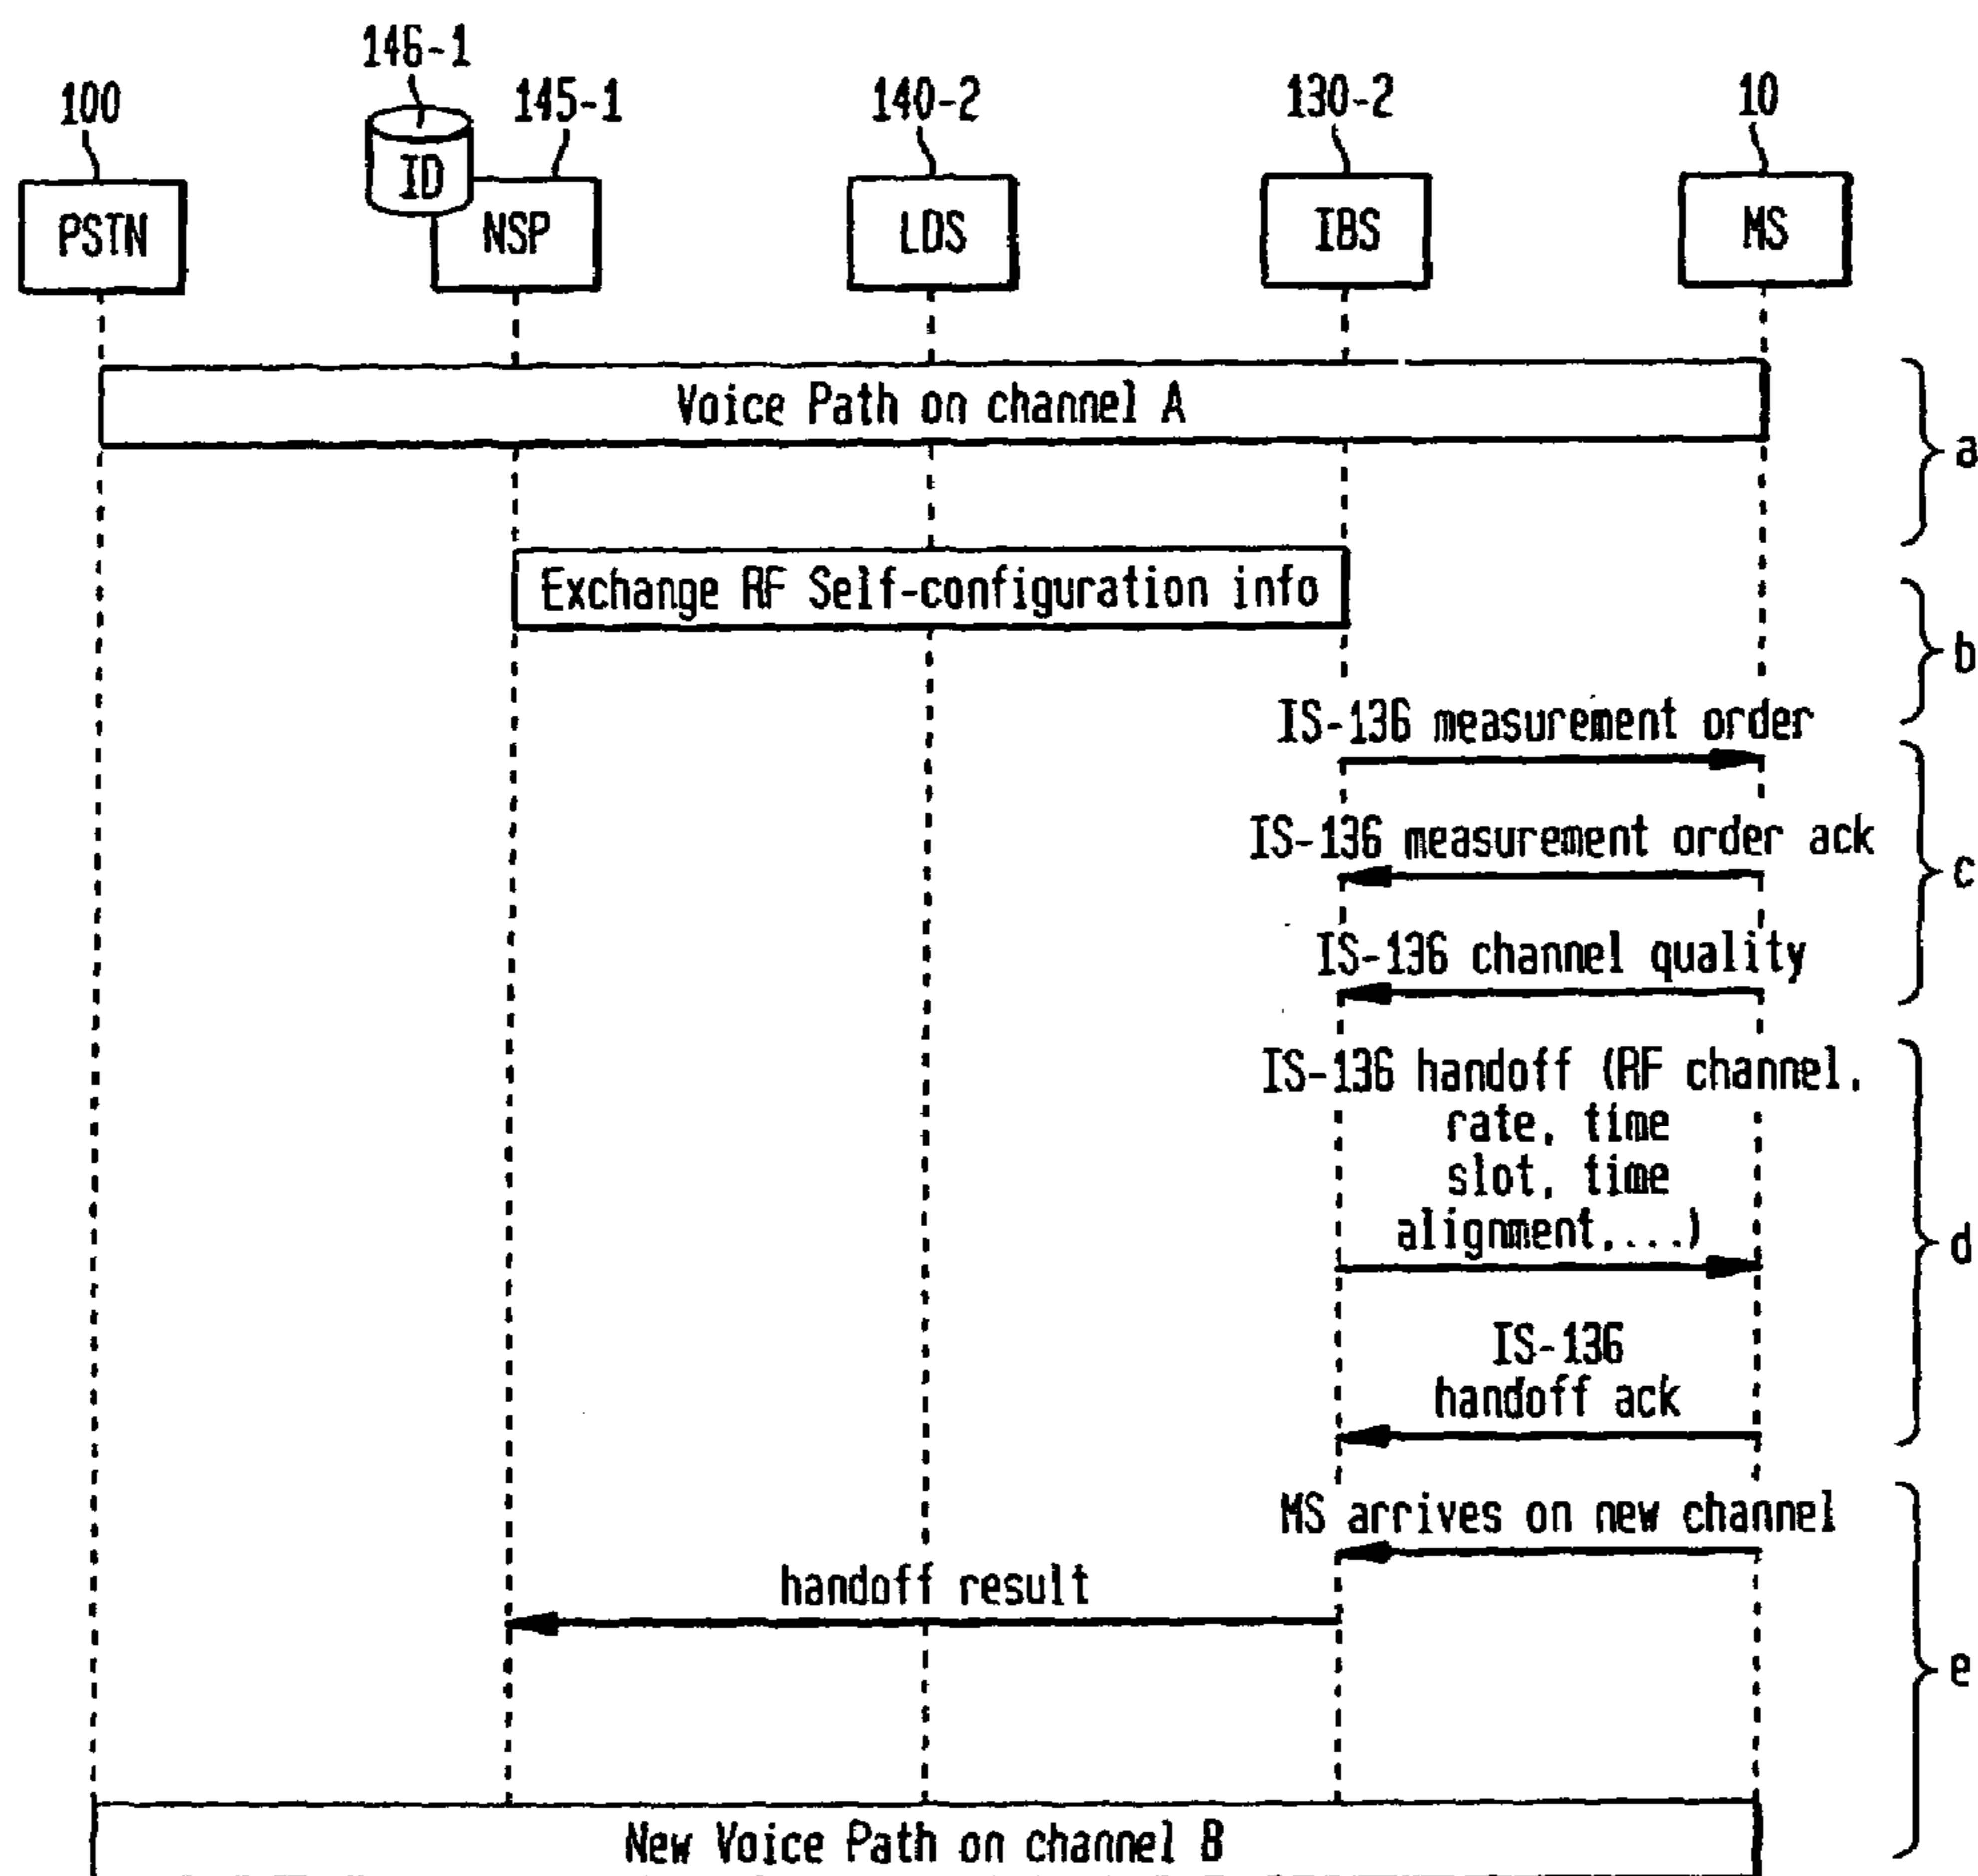 146-1
100
145-1
140-2
130-2
10
ID
PSTN
NSP
LDS
IBS
MS
Voice Path on channel A
a
Exchange RF Self-configuration info
b
IS-136 measurement order
IS-136 measurement order ack
c
IS-136 channel quality
IS-136 handoff (RF channel,
rate, time
slot, time
alignment,...)
d
IS-136
handoff ack
MS arrives on new channel
handoff result
e
New Voice Path on channel B